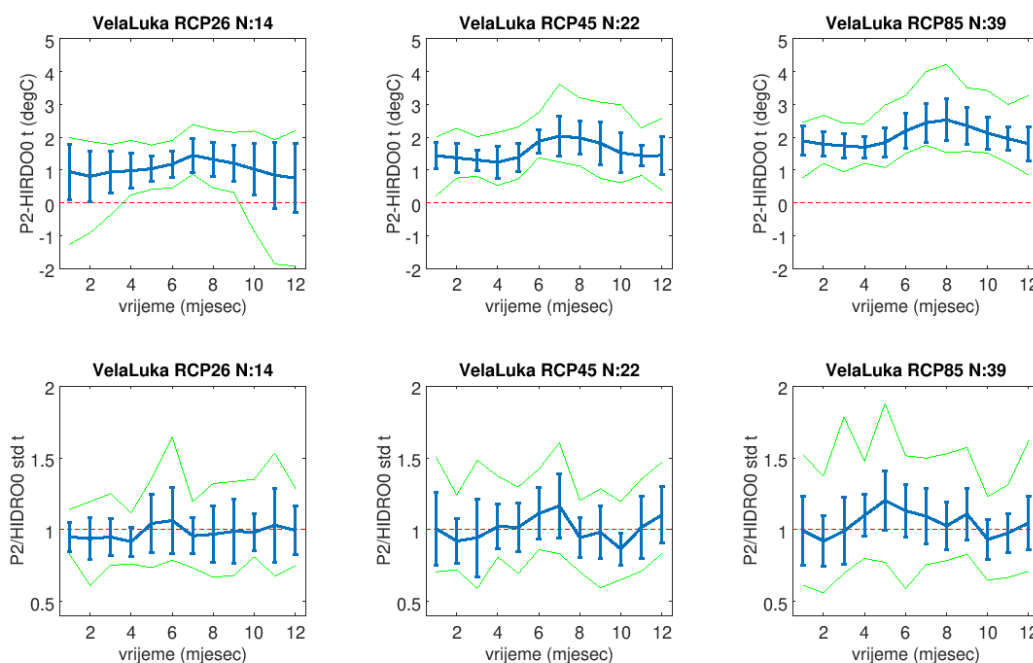 VelaLuka RCP26 N:14
VelaLuka RCP45 N:22
VelaLuka RCP85 N:39
P2-HIRDO0 t (degC)
5
4
3
2
1
0
-1
-2
2 4 6 8 10 12
vrijeme (mjesec)
P2-HIRDO0 t (degC)
5
4
3
2
1
0
-1
-2
2 4 6 8 10 12
vrijeme (mjesec)
P2-HIRDO0 t (degC)
5
4
3
2
1
0
-1
-2
2 4 6 8 10 12
vrijeme (mjesec)
VelaLuka RCP26 N:14
VelaLuka RCP45 N:22
VelaLuka RCP85 N:39
P2/HIDRO0 std t
2
1.5
1
0.5
2 4 6 8 10 12
vrijeme (mjesec)
P2/HIDRO0 std t
2
1.5
1
0.5
2 4 6 8 10 12
vrijeme (mjesec)
P2/HIDRO0 std t
2
1.5
1
0.5
2 4 6 8 10 12
vrijeme (mjesec)